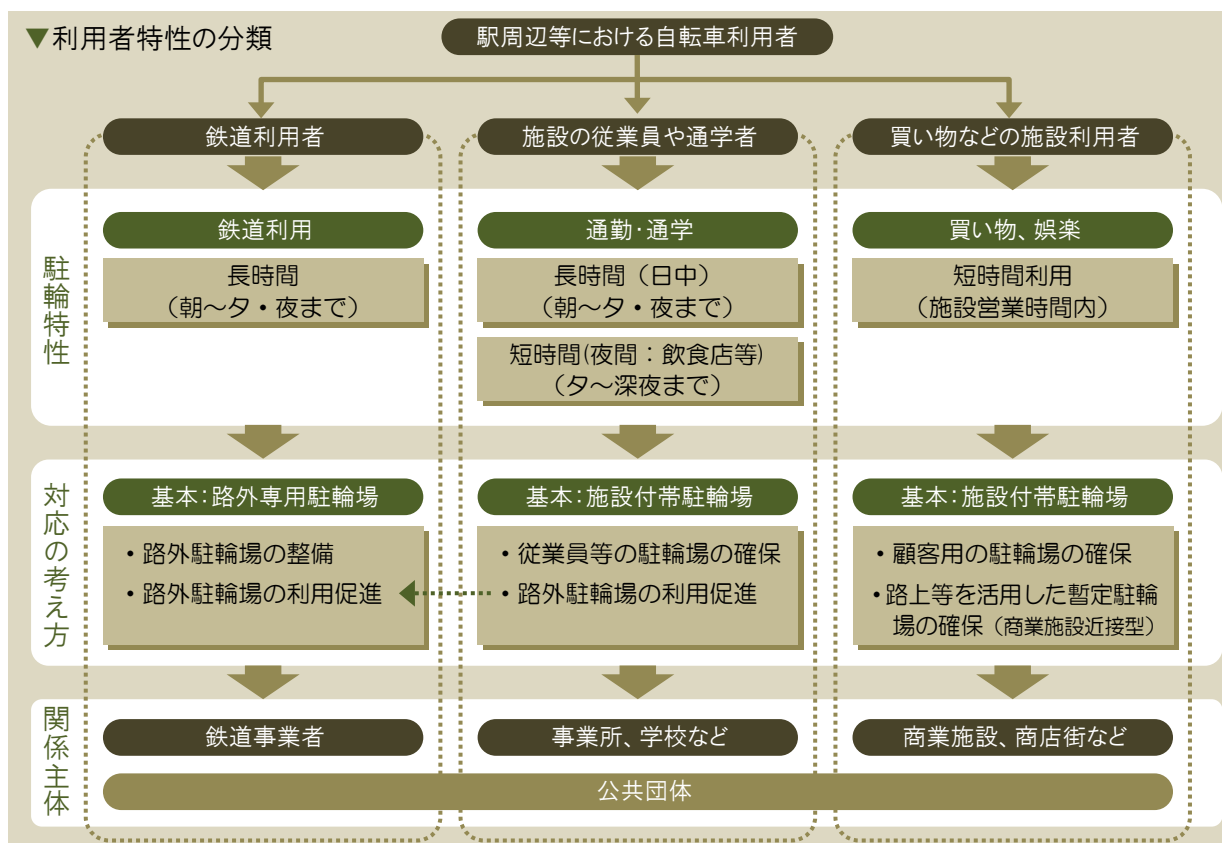 ▼利用者特性の分類
駅周辺等における自転車利用者
鉄道利用者
施設の従業員や通学者
買い物などの施設利用者
駐輪特性
鉄道利用
長時間
（朝～夕・夜まで）
通勤・通学
長時間（日中）
（朝～夕・夜まで）
短時間(夜間：飲食店等)
（夕～深夜まで）
買い物、娯楽
短時間利用
（施設営業時間内）
対応の考え方
基本：路外専用駐輪場
・路外駐輪場の整備
・路外駐輪場の利用促進
基本：施設付帯駐輪場
・従業員等の駐輪場の確保
・路外駐輪場の利用促進
基本：施設付帯駐輪場
・顧客用の駐輪場の確保
・路上等を活用した暫定駐輪
場の確保（商業施設近接型）
関係主体
鉄道事業者
事業所、学校など
商業施設、商店街など
公共団体